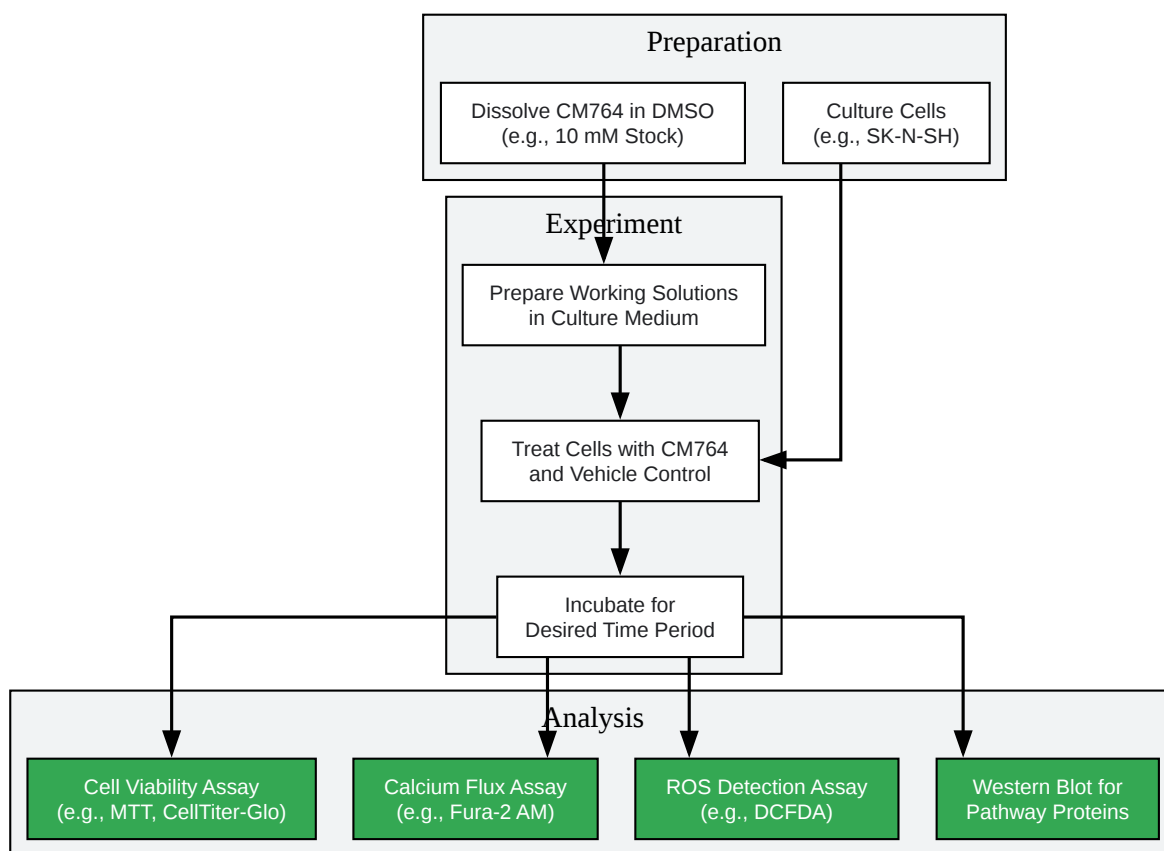 Preparation
Dissolve CM764 in DMSO
(e.g., 10 mM Stock)
Culture Cells
(e.g., SK-N-SH)
Experiment
Prepare Working Solutions
in Culture Medium
Treat Cells with CM764
and Vehicle Control
Incubate for
Desired Time Period
Analysis
Cell Viability Assay
(e.g., MTT, CellTiter-Glo)
Calcium Flux Assay
(e.g., Fura-2 AM)
ROS Detection Assay
(e.g., DCFDA)
Western Blot for
Pathway Proteins